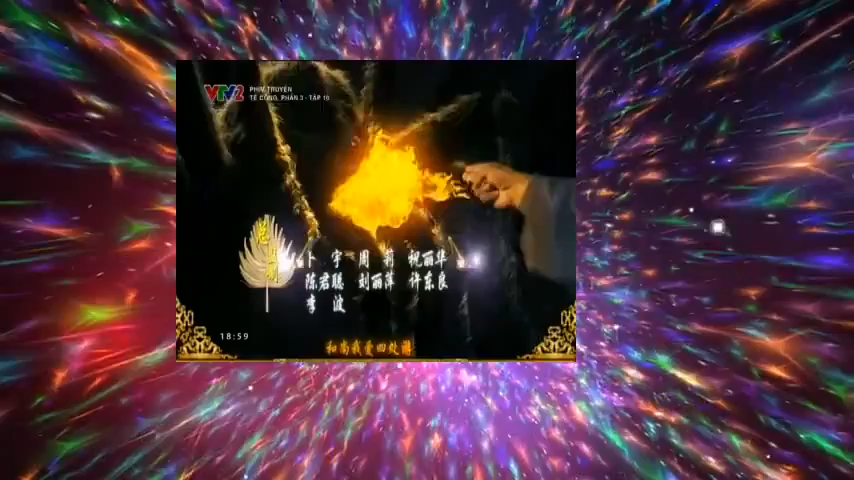 VTV2
PHIM TRUYỆN
TẾ CÔNG, PHẦN 3 - TẬP 10
卜 宇 周 莉 祝丽华
陈君聪 刘丽萍 许东良
李 波
18:59
和尚我爱四处游